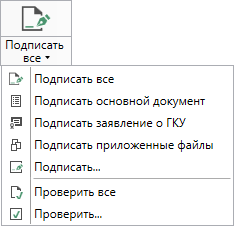 Подписать
все
Подписать все
Подписать основной документ
Подписать заявление о ГКУ
Подписать приложенные файлы
Подписать...
Проверить все
Проверить...